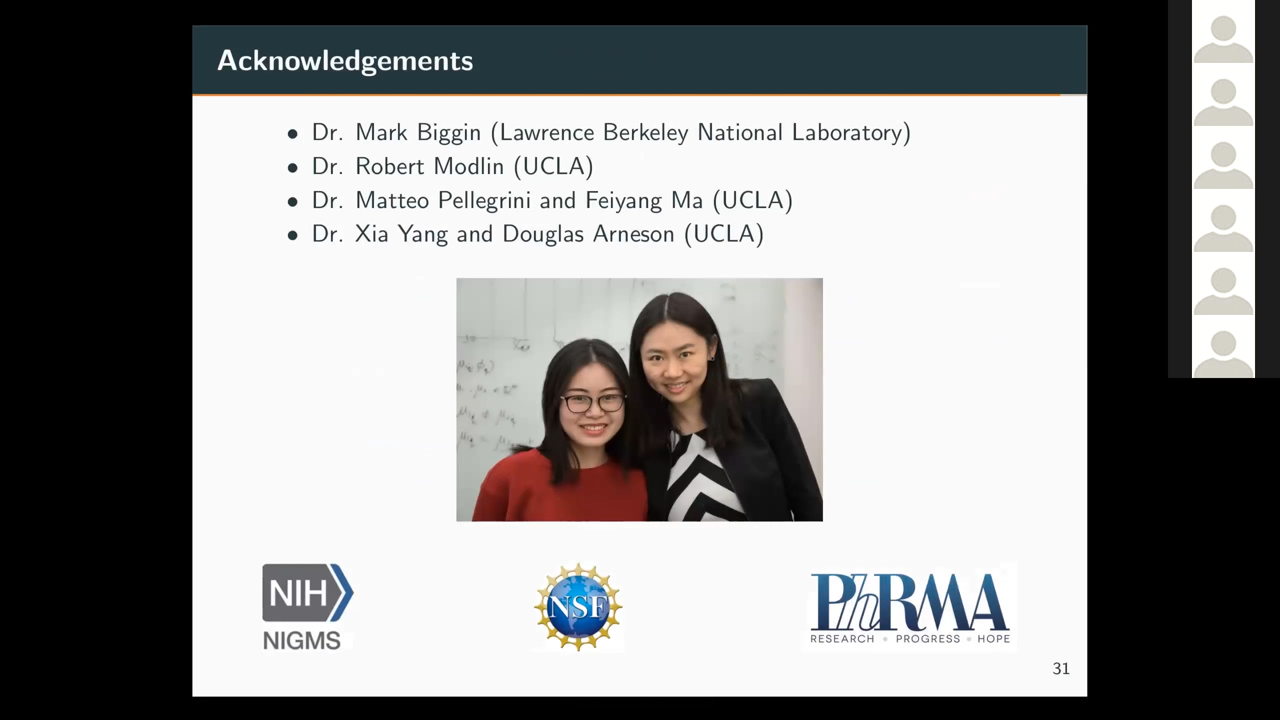 Acknowledgements
• Dr. Mark Biggin (Lawrence Berkeley National Laboratory)
• Dr. Robert Modlin (UCLA)
• Dr. Matteo Pellegrini and Feiyang Ma (UCLA)
• Dr. Xia Yang and Douglas Arneson (UCLA)
NIH
NIGMS
NSF
PhRMA
RESEARCH • PROGRESS • HOPE
31